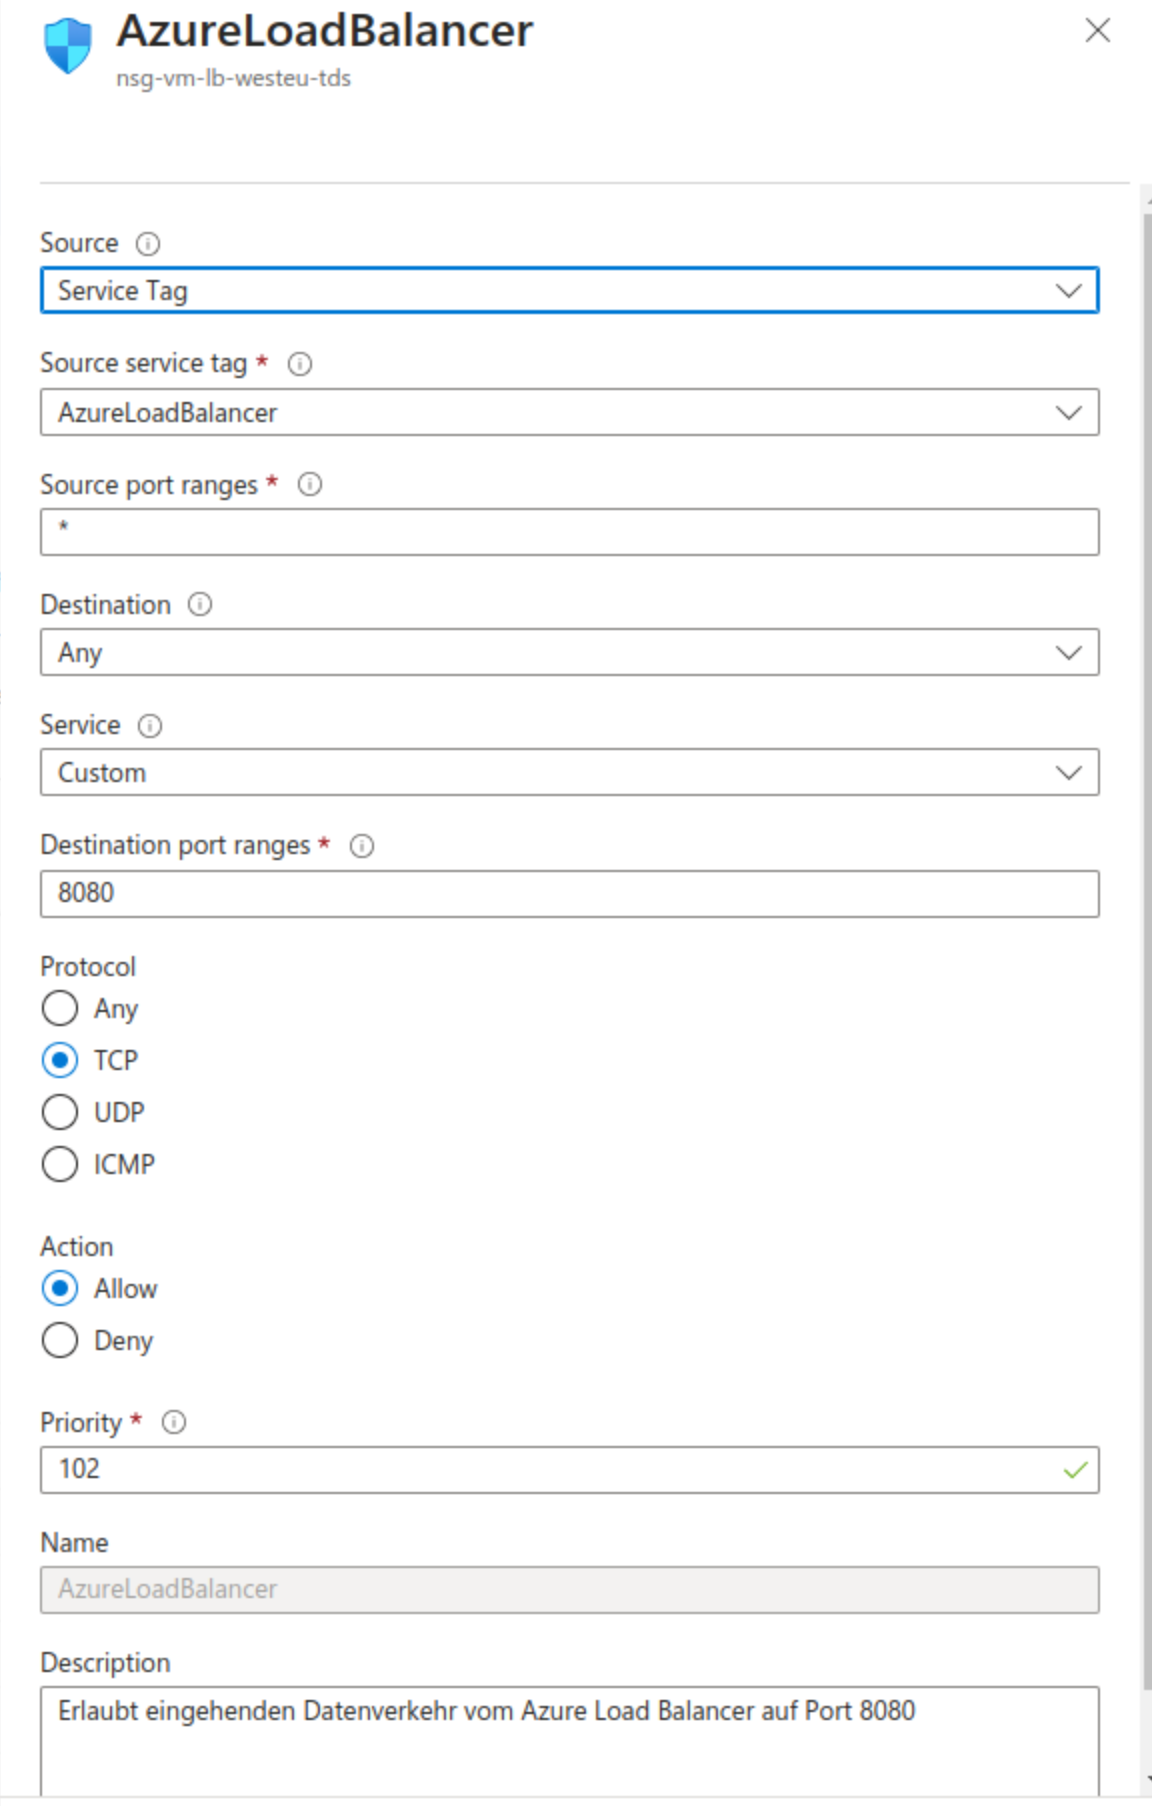 AzureLoadBalancer
nsg-vm-lb-westeu-tds
Source
Service Tag
Source service tag *
AzureLoadBalancer
Source port ranges *
*
Destination
Any
Service
Custom
Destination port ranges *
8080
Protocol
Any
TCP
UDP
ICMP
Action
Allow
Deny
Priority *
102
Name
AzureLoadBalancer
Description
Erlaubt eingehenden Datenverkehr vom Azure Load Balancer auf Port 8080